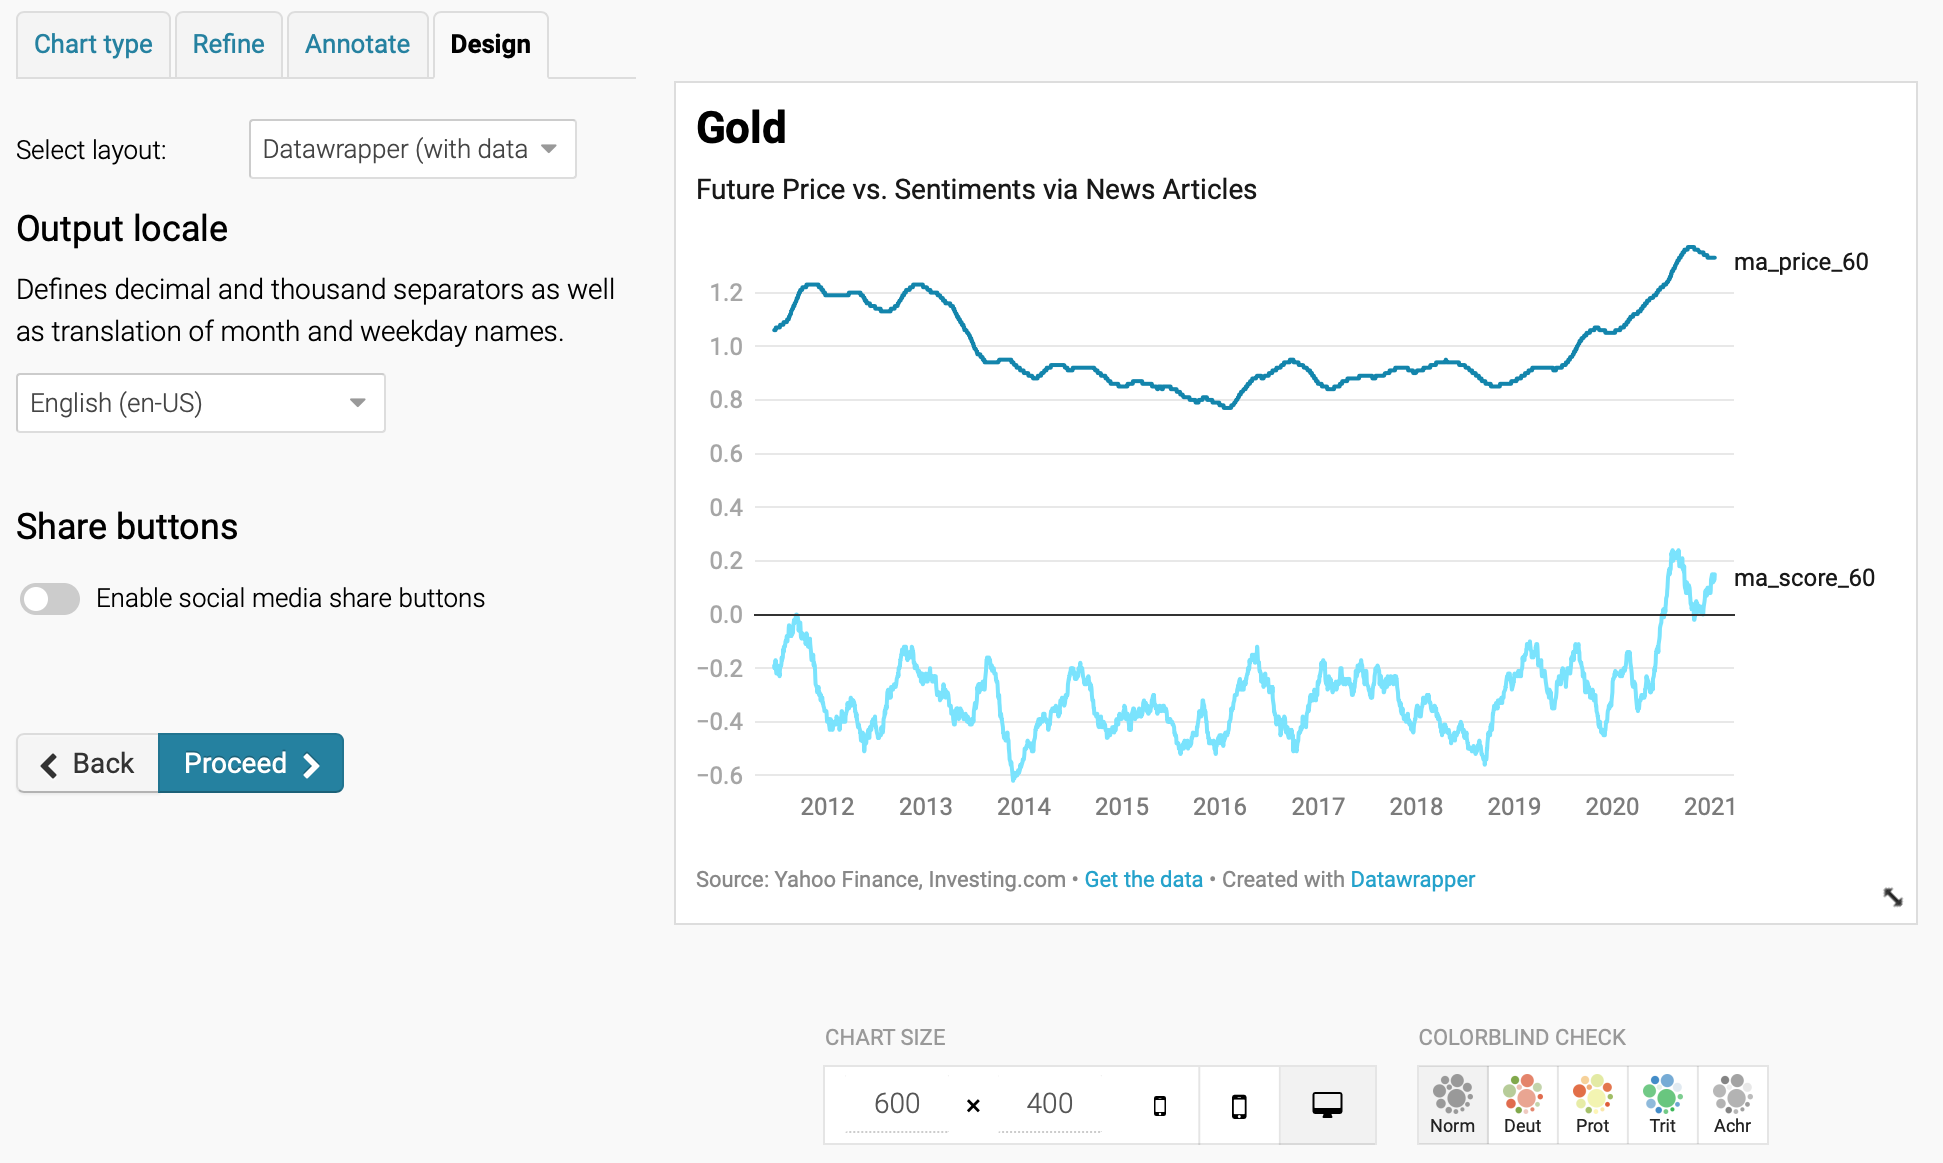 Chart type
Refine
Annotate
Design
Select layout:
Datawrapper (with data
Output locale
Defines decimal and thousand separators as well
as translation of month and weekday names.
English (en-US)
Share buttons
Enable social media share buttons
Back
Proceed
Gold
Future Price vs. Sentiments via News Articles
ma_price_60
1.2
1.0
0.8
0.6
0.4
0.2
ma_score_60
0.0
−0.2
−0.4
−0.6
2012 2013 2014 2015 2016 2017 2018 2019 2020 2021
Source: Yahoo Finance, Investing.com • Get the data • Created with Datawrapper
CHART SIZE
600 × 400
COLORBLIND CHECK
Norm Deut Prot Trit Achr